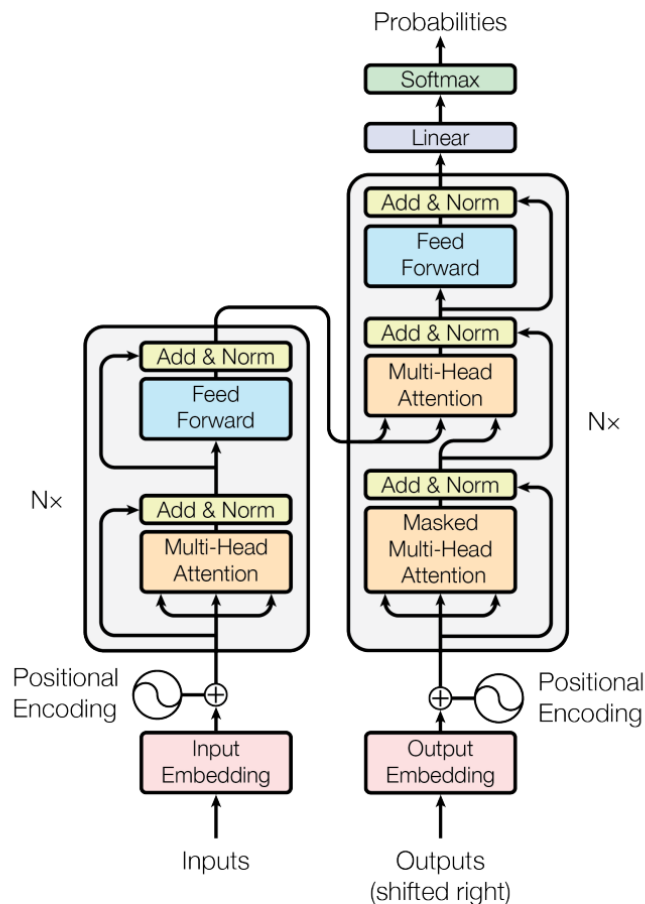 Probabilities
Softmax
Linear
Add & Norm
Feed
Forward
Add & Norm
Multi-Head
Attention
Add & Norm
Masked
Multi-Head
Attention
N×
Add & Norm
Feed
Forward
Add & Norm
Multi-Head
Attention
N×
Positional
Encoding
Positional
Encoding
Input
Embedding
Output
Embedding
Inputs
Outputs
(shifted right)